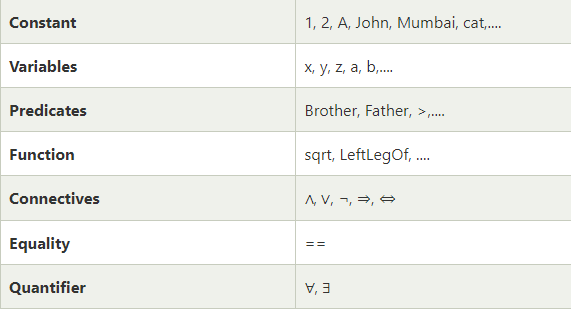 Constant 1, 2, A, John, Mumbai, cat,....
Variables x, y, z, a, b,....
Predicates Brother, Father, >,....
Function sqrt, LeftLegOf, ....
Connectives ∧, ∨, ¬, ⇒, ⇔
Equality ==
Quantifier ∀, ∃